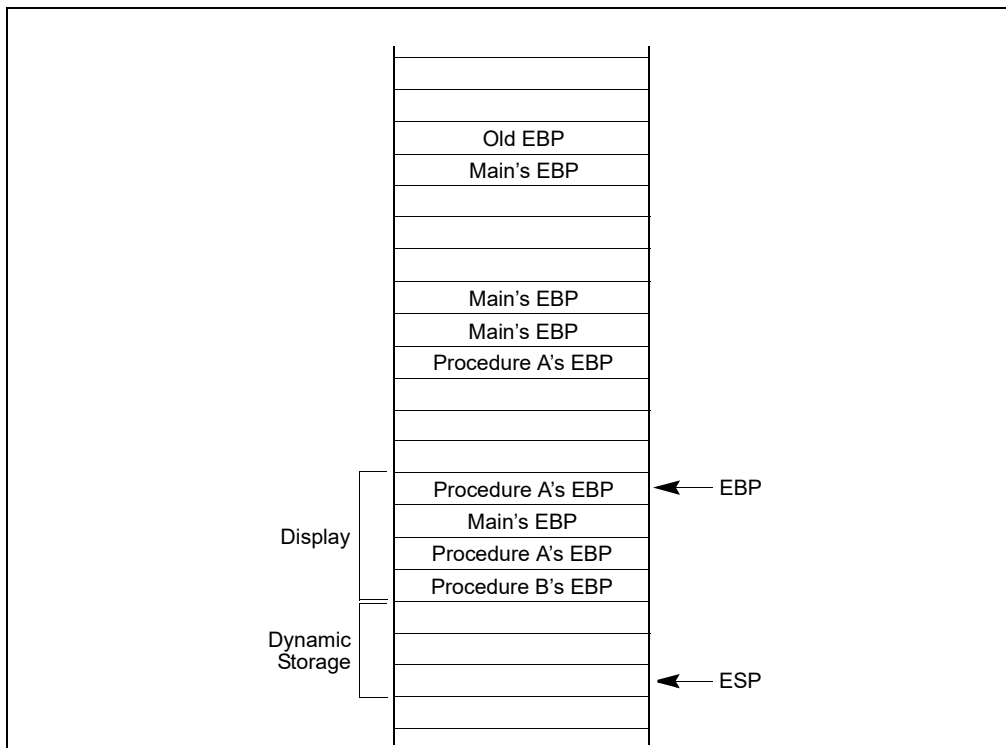 Old EBP
Main's EBP
Main's EBP
Main's EBP
Procedure A's EBP
Procedure A's EBP
EBP
Main's EBP
Display
Procedure A's EBP
Procedure B's EBP
Dynamic
Storage
ESP